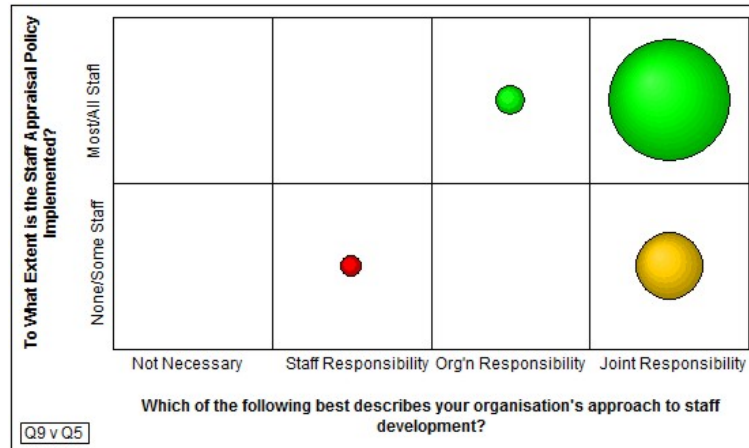 To What Extent is the Staff Appraisal Policy
Implemented?
Most/All Staff
None/Some Staff
Not Necessary
Staff Responsibility
Org'n Responsibility
Joint Responsibility
Which of the following best describes your organisation's approach to staff
development?
Q9 v Q5